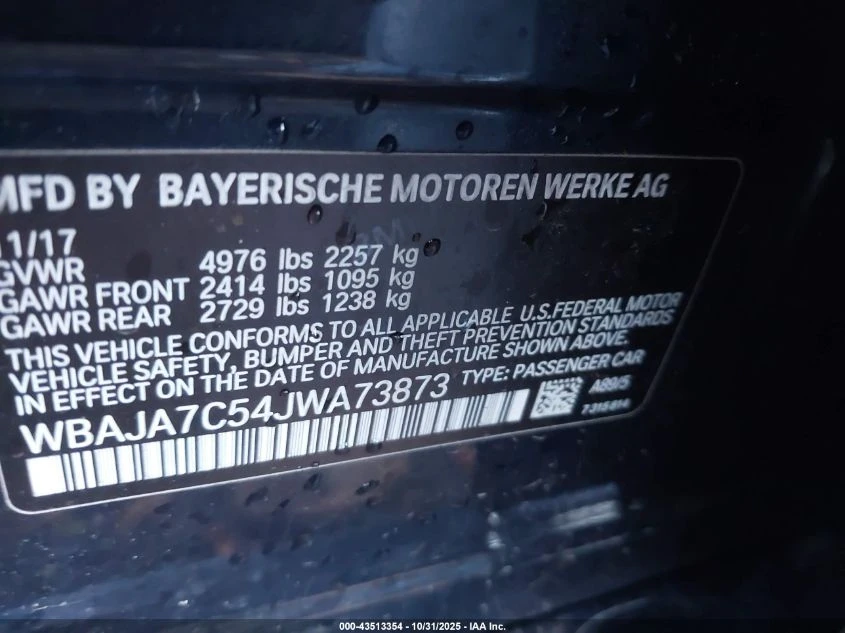 MFD BY BAYERISCHE MOTOREN WERKE AG
11/17
GVWR 4976 lbs 2257 kg
GAWR FRONT 2414 lbs 1095 kg
GAWR REAR 2729 lbs 1238 kg
THIS VEHICLE CONFORMS TO ALL APPLICABLE U.S.FEDERAL MOTOR
VEHICLE SAFETY, BUMPER AND THEFT PREVENTION STANDARDS
IN EFFECT ON THE DATE OF MANUFACTURE SHOWN ABOVE.
WBAJA7C54JWA73873 TYPE: PASSENGER CAR
A89/5
7315814
000-43513354 - 10/31/2025 - IAA Inc.